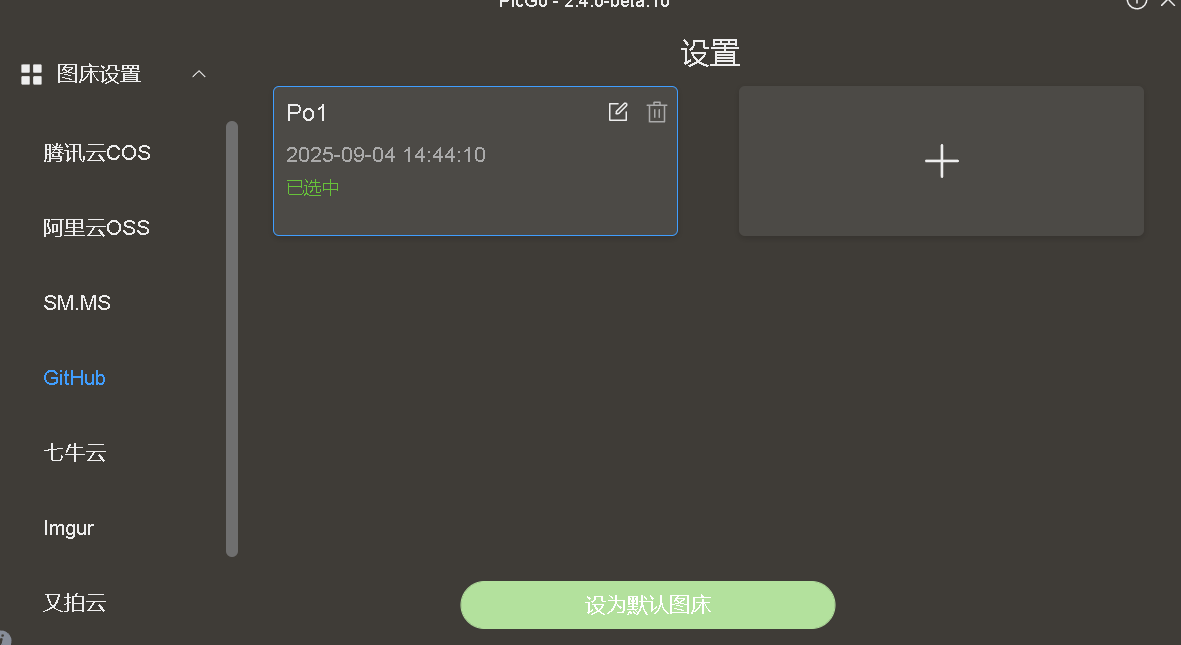 PicGo - 2.4.0-beta.10
图床设置
设置
Po1
2025-09-04 14:44:10
已选中
腾讯云COS
阿里云OSS
SM.MS
GitHub
七牛云
Imgur
又拍云
设为默认图床